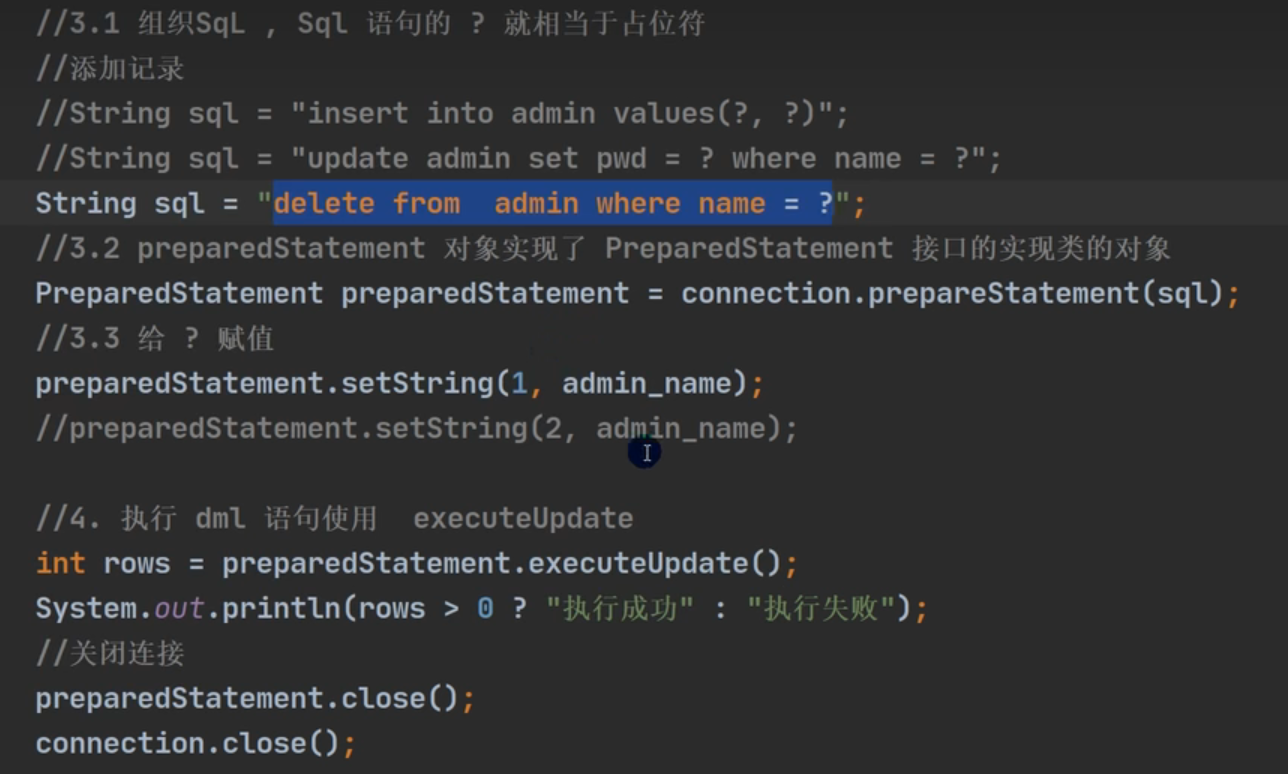 //3.1 组织SqL , Sql 语句的 ? 就相当于占位符
//添加记录
//String sql = "insert into admin values(?, ?)";
//String sql = "update admin set pwd = ? where name = ?";
String sql = "delete from  admin where name = ?";
//3.2 preparedStatement 对象实现了 PreparedStatement 接口的实现类的对象
PreparedStatement preparedStatement = connection.prepareStatement(sql);
//3.3 给 ? 赋值
preparedStatement.setString(1, admin_name);
//preparedStatement.setString(2, admin_name);
//4. 执行 dml 语句使用  executeUpdate
int rows = preparedStatement.executeUpdate();
System.out.println(rows > 0 ? "执行成功" : "执行失败");
//关闭连接
preparedStatement.close();
connection.close();